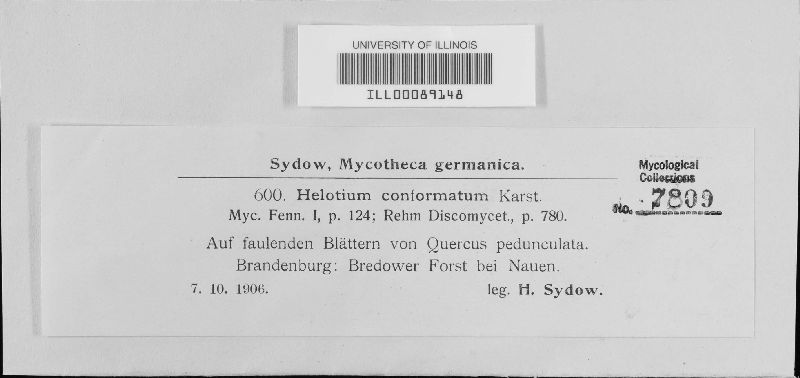 UNIVERSITY OF ILLINOIS
ILL00089148
Sydow, Mycotheca germanica.
Mycological
Collections
No. 7809
600. Helotium conformatum Karst.
Myc. Fenn. I, p. 124; Rehm Discomycet., p. 780.
Auf faulenden Blättern von Quercus pedunculata.
Brandenburg: Bredower Forst bei Nauen.
7. 10. 1906. leg. H. Sydow.